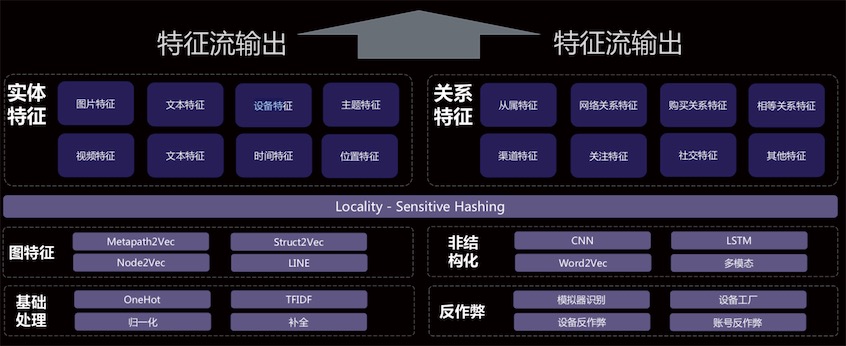 特征流输出
特征流输出
实体
特征
图片特征
文本特征
设备特征
主题特征
视频特征
文本特征
时间特征
位置特征
关系
特征
从属特征
网络关系特征
购买关系特征
相等关系特征
渠道特征
关注特征
社交特征
其他特征
Locality - Sensitive Hashing
图特征
Metapath2Vec
Struct2Vec
Node2Vec
LINE
非结
构化
CNN
LSTM
Word2Vec
多模态
基础
处理
OneHot
TFIDF
归一化
补全
反作弊
模拟器识别
设备工厂
设备反作弊
账号反作弊